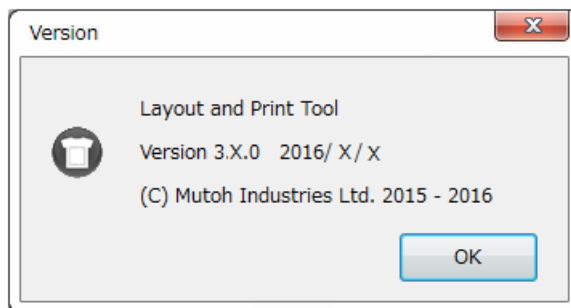 Version
Layout and Print Tool
Version 3.X.0 2016/ X/ X
(C) Mutoh Industries Ltd. 2015 - 2016
OK